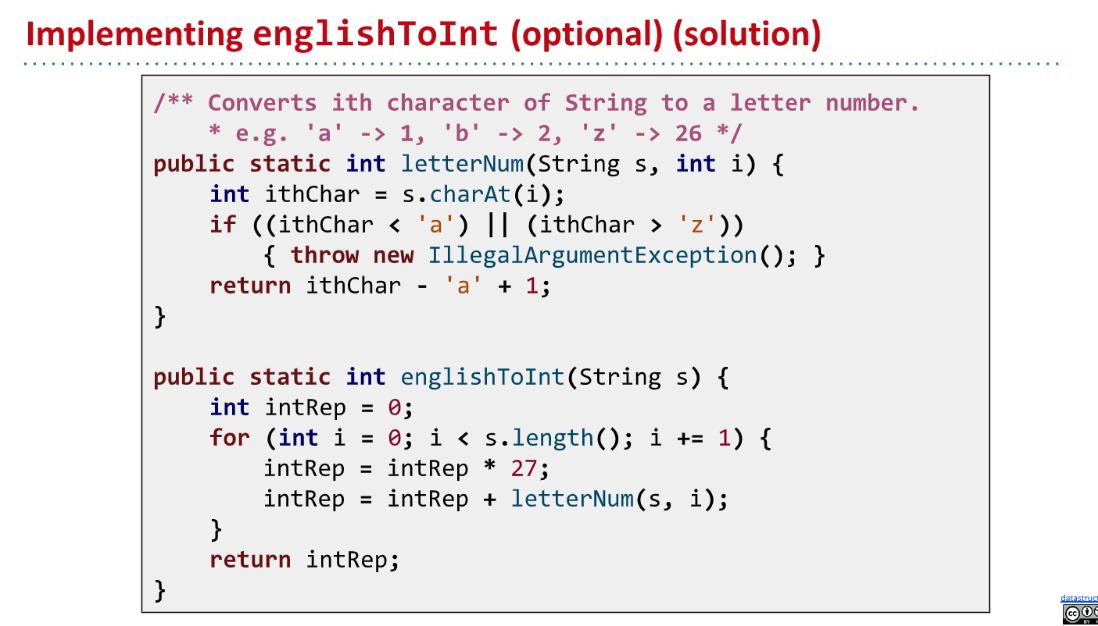 Implementing englishToInt (optional) (solution)
/** Converts ith character of String to a letter number.
    * e.g. 'a' -> 1, 'b' -> 2, 'z' -> 26 */
public static int letterNum(String s, int i) {
    int ithChar = s.charAt(i);
    if ((ithChar < 'a') || (ithChar > 'z'))
        { throw new IllegalArgumentException(); }
    return ithChar - 'a' + 1;
}
public static int englishToInt(String s) {
    int intRep = 0;
    for (int i = 0; i < s.length(); i += 1) {
        intRep = intRep * 27;
        intRep = intRep + letterNum(s, i);
    }
    return intRep;
}
datastruct
cc
BY